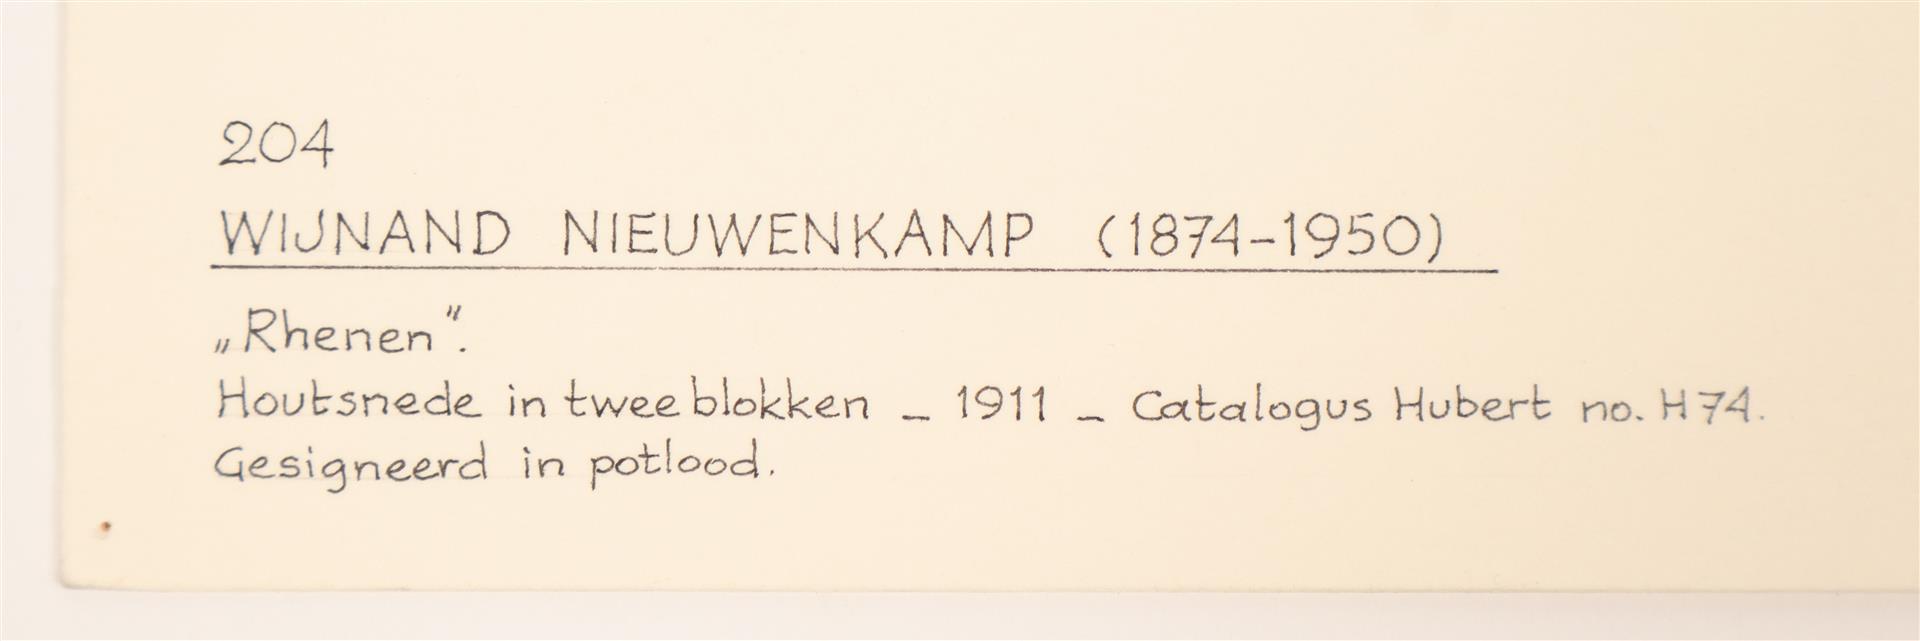 204
WIJNAND NIEUWENKAMP (1874-1950)
„Rhenen”.
Houtsnede in twee blokken - 1911 - Catalogus Hubert no. H74.
Gesigneerd in potlood.